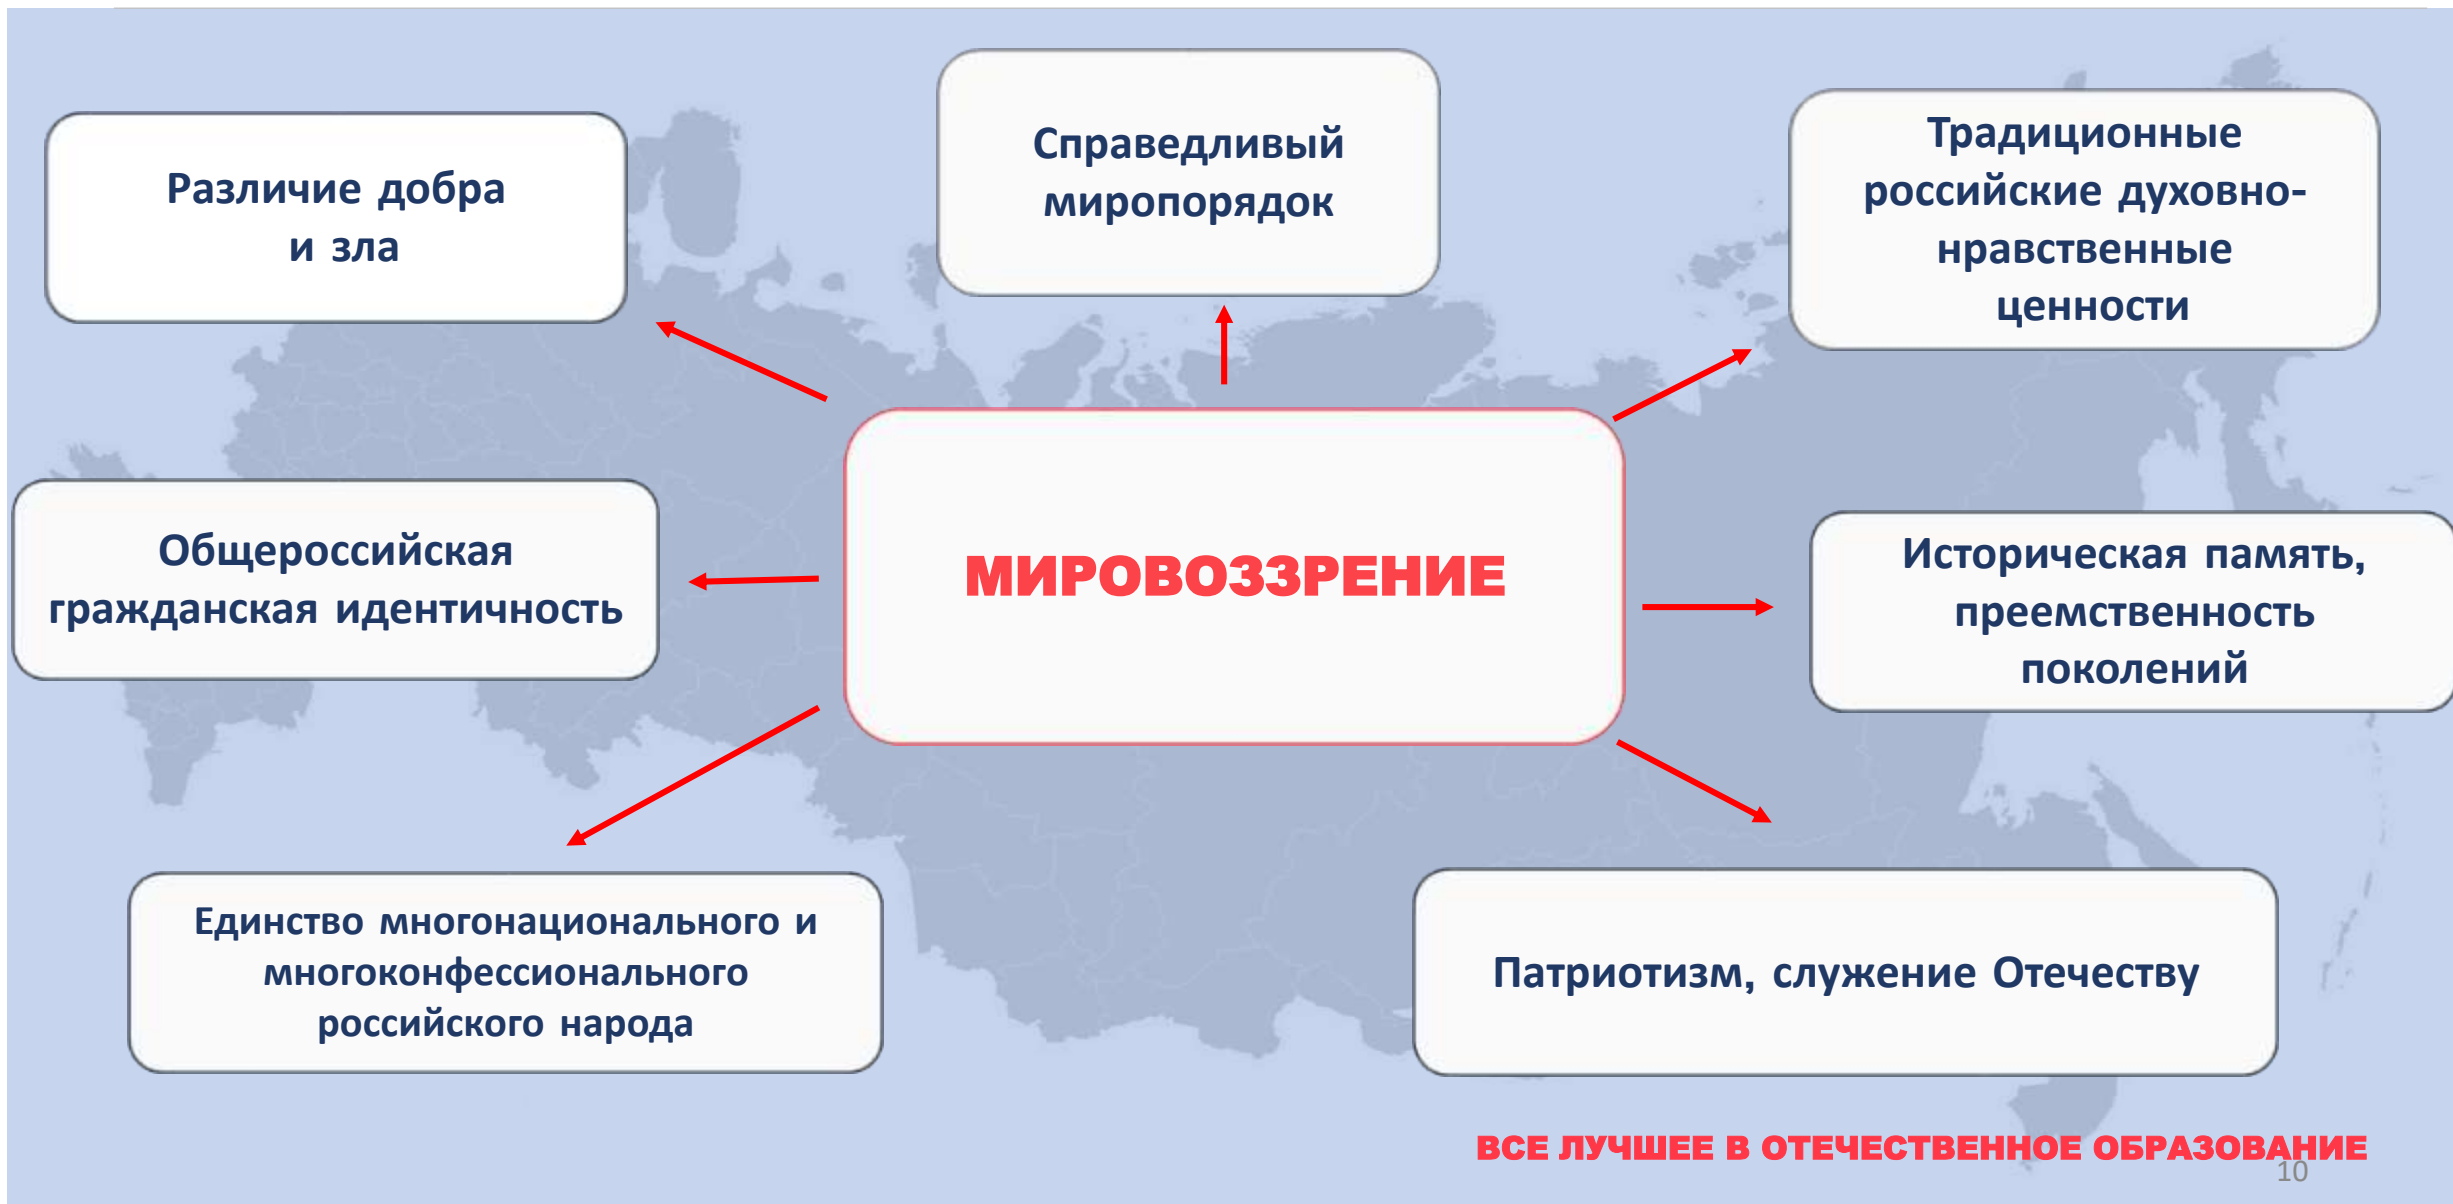 Различие добра
и зла
Справедливый
миропорядок
Традиционные
российские духовно-
нравственные
ценности
Общероссийская
гражданская идентичность
МИРОВОЗЗРЕНИЕ
Историческая память,
преемственность
поколений
Единство многонационального и
многоконфессионального
российского народа
Патриотизм, служение Отечеству
ВСЕ ЛУЧШЕЕ В ОТЕЧЕСТВЕННОЕ ОБРАЗОВАНИЕ
10